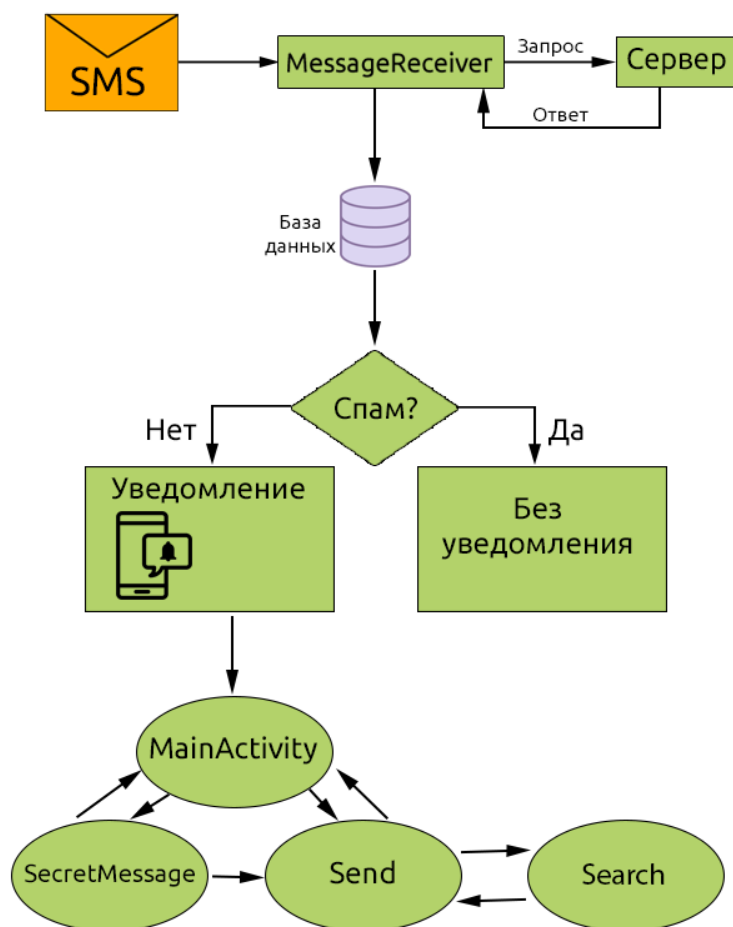 SMS
MessageReceiver
Запрос
Сервер
Ответ
База
данных
Спам?
Нет
Да
Уведомление
Без
уведомления
MainActivity
SecretMessage
Send
Search